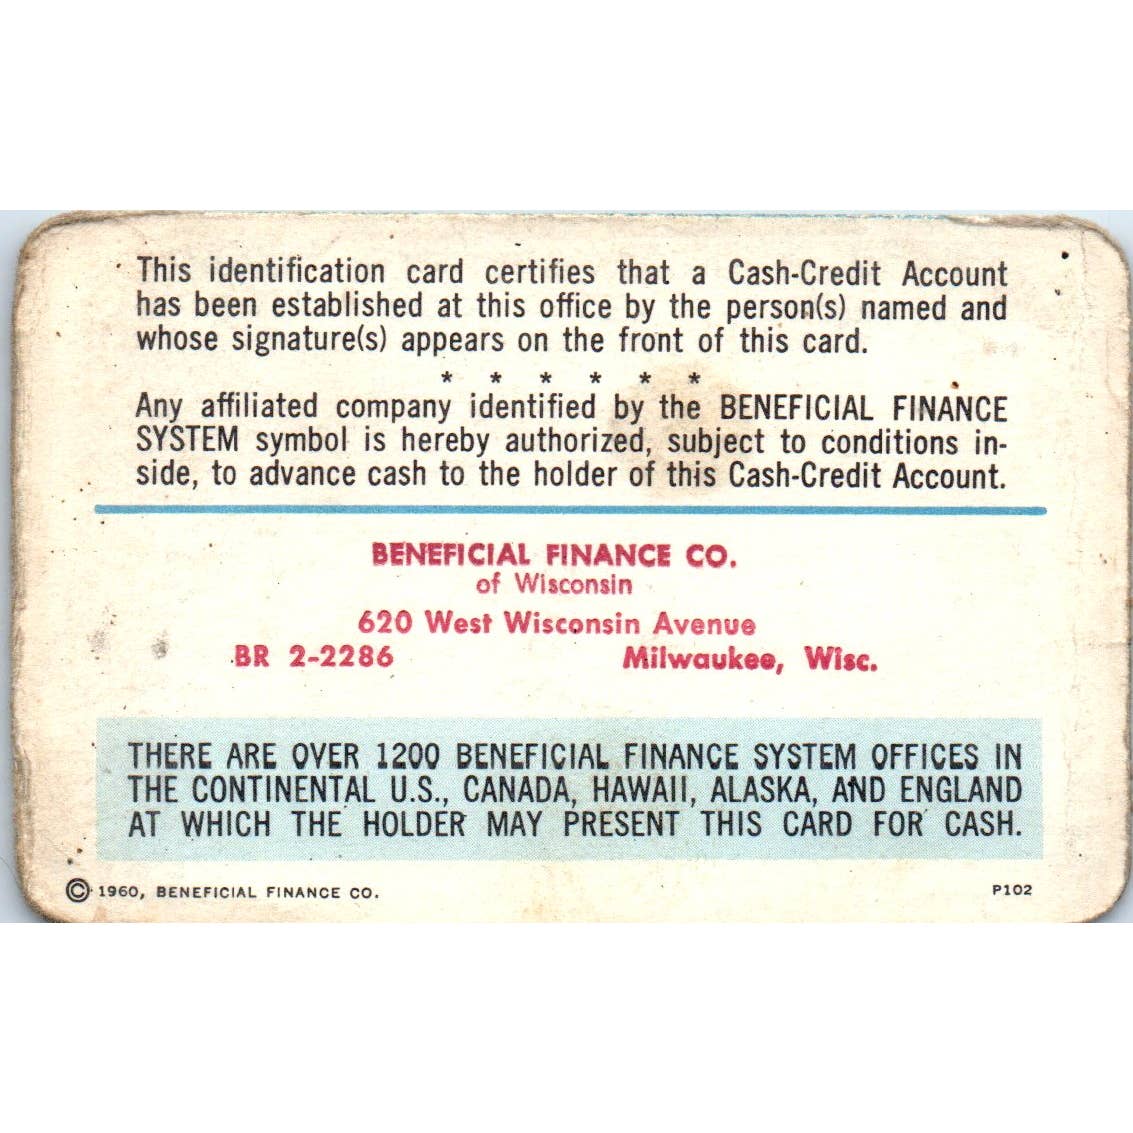 This identification card certifies that a Cash-Credit Account
has been established at this office by the person(s) named and
whose signature(s) appears on the front of this card.
* * * * * *
Any affiliated company identified by the BENEFICIAL FINANCE
SYSTEM symbol is hereby authorized, subject to conditions in-
side, to advance cash to the holder of this Cash-Credit Account.
BENEFICIAL FINANCE CO.
of Wisconsin
620 West Wisconsin Avenue
BR 2-2286 Milwaukee, Wisc.
THERE ARE OVER 1200 BENEFICIAL FINANCE SYSTEM OFFICES IN
THE CONTINENTAL U.S., CANADA, HAWAII, ALASKA, AND ENGLAND
AT WHICH THE HOLDER MAY PRESENT THIS CARD FOR CASH.
© 1960, BENEFICIAL FINANCE CO. P102